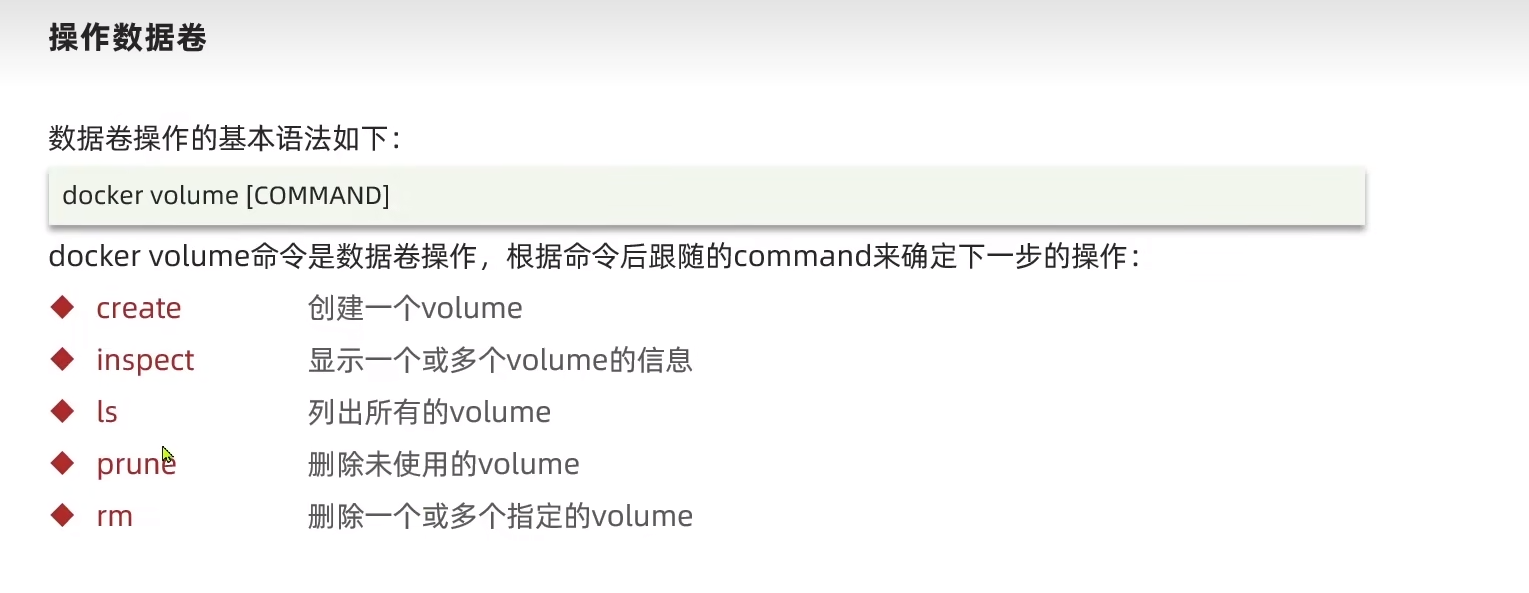 操作数据卷
数据卷操作的基本语法如下：
docker volume [COMMAND]
docker volume命令是数据卷操作，根据命令后跟随的command来确定下一步的操作：
create 创建一个volume
inspect 显示一个或多个volume的信息
ls 列出所有的volume
prune 删除未使用的volume
rm 删除一个或多个指定的volume